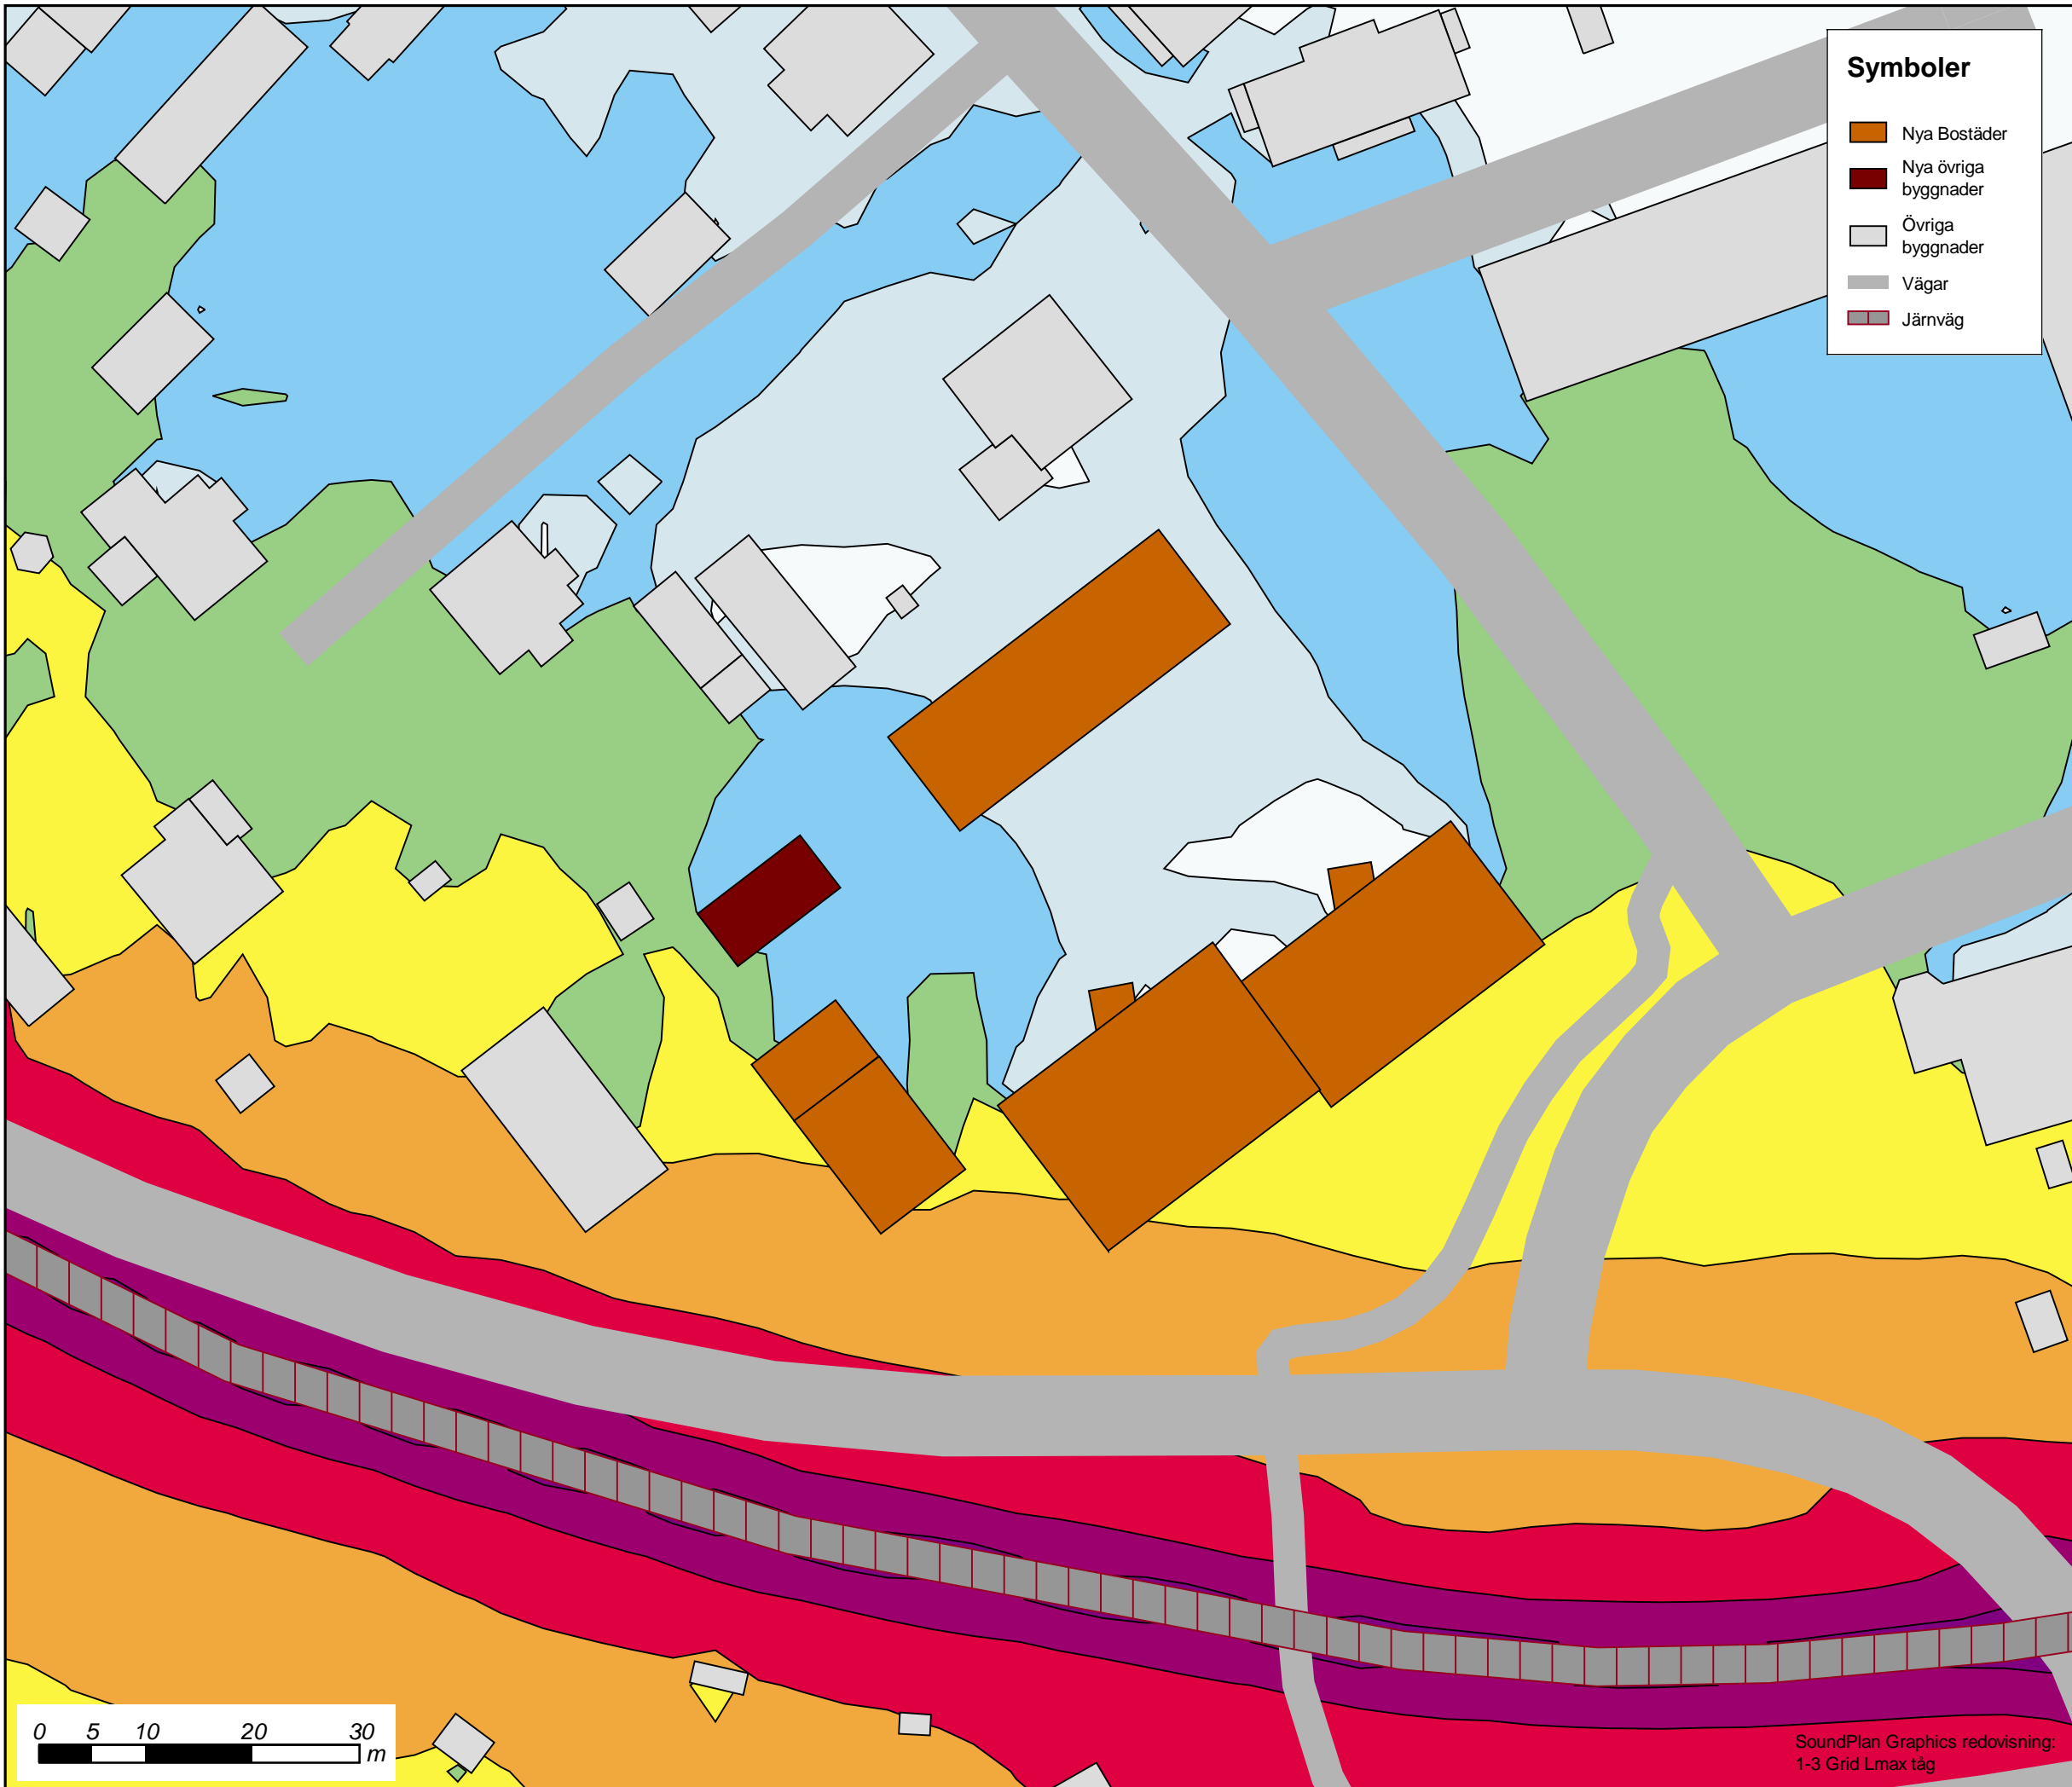 Symboler
Nya Bostäder
Nya övriga
byggnader
Övriga
byggnader
Vägar
Järnväg
0 5 10 20 30
m
SoundPlan Graphics redovisning:
1-3 Grid Lmax tåg